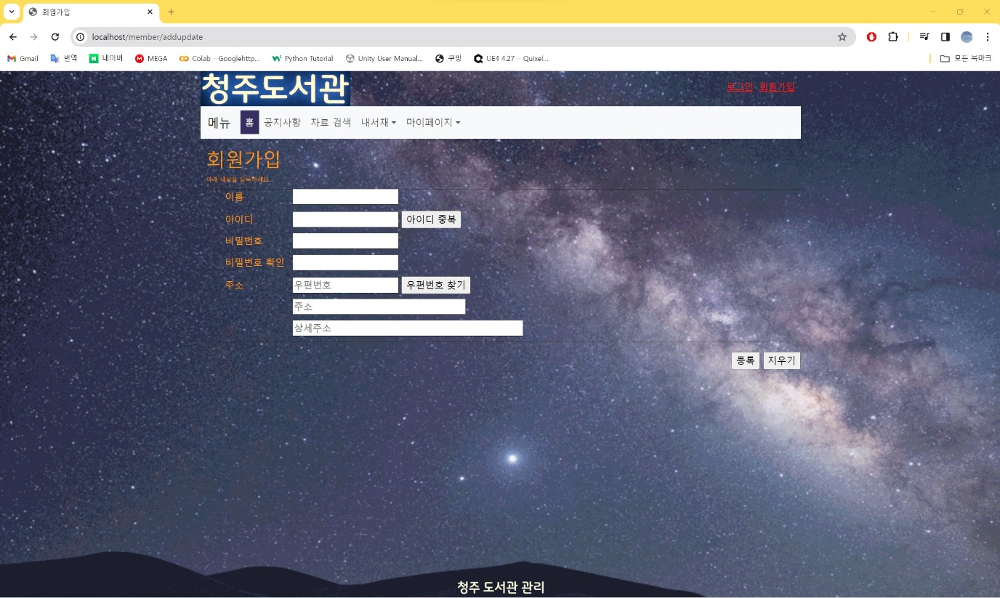 회원가입
localhost/member/addupdate
Gmail 번역 네이버 MEGA Colab - Googlehttp... Python Tutorial Unity User Manual... 쿠팡 UE4 4.27 – Quixel... 모든 북마크
청주도서관
로그인 회원가입
메뉴 홈 공지사항 자료 검색 내서재 마이페이지
회원가입
아래 내용을 등록하세요.
이름
아이디 아이디 중복
비밀번호
비밀번호 확인
주소 우편번호 우편번호 찾기
주소
상세주소
등록 지우기
청주 도서관 관리